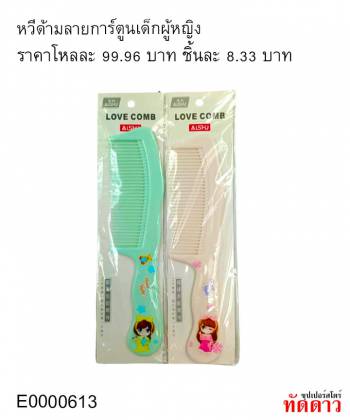 หวีด้ามลายการ์ตูนเด็กผู้หญิง
ราคาโหลละ 99.96 บาท ชิ้นละ 8.33 บาท
LOVE COMB
AISHU
LOVE COMB
AISHU
E0000613
ซุปเปอร์สโตร์
ทัดดาว